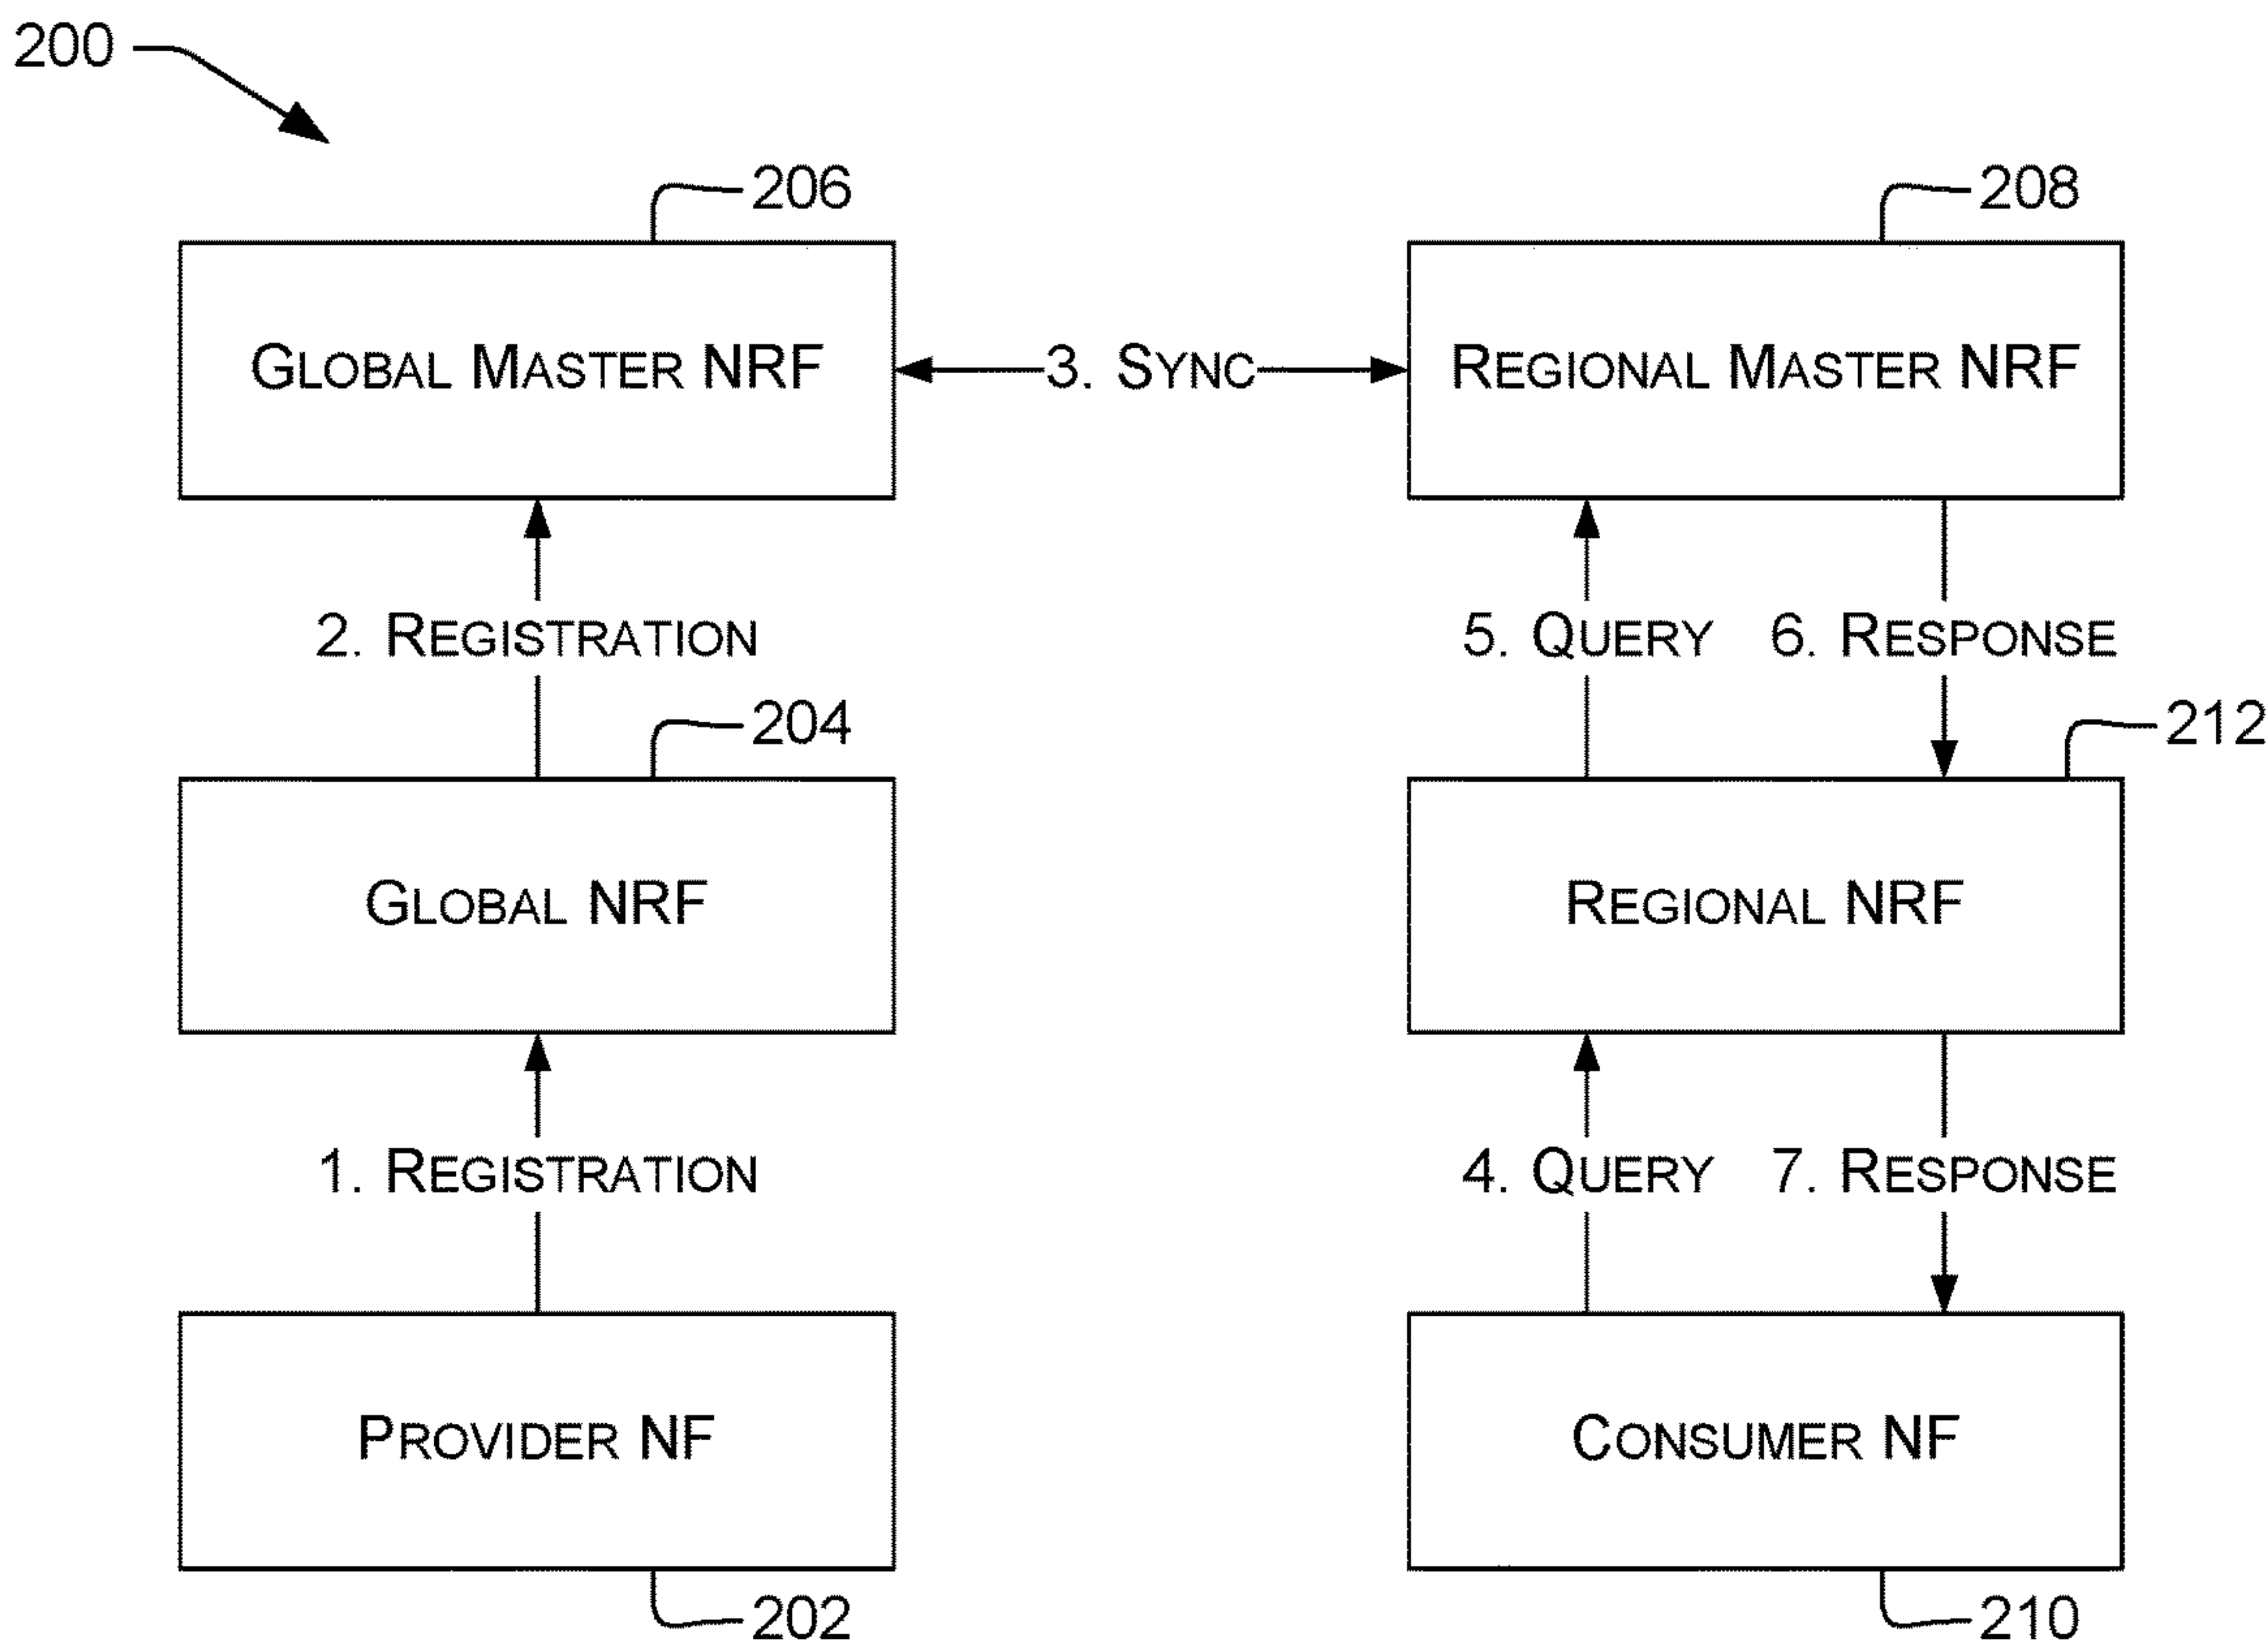 200
206
208
GLOBAL MASTER NRF
3. SYNC
REGIONAL MASTER NRF
2. REGISTRATION
5. QUERY
6. RESPONSE
204
212
GLOBAL NRF
REGIONAL NRF
1. REGISTRATION
4. QUERY
7. RESPONSE
PROVIDER NF
CONSUMER NF
202
210